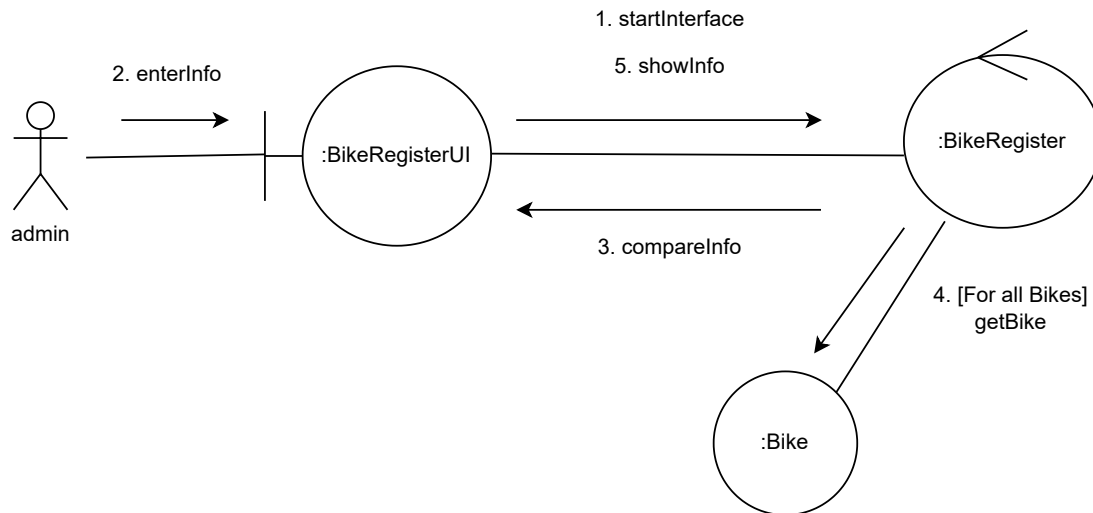 1. startInterface
2. enterInfo
5. showInfo
:BikeRegisterUI
:BikeRegister
admin
3. compareInfo
4. [For all Bikes]
getBike
:Bike